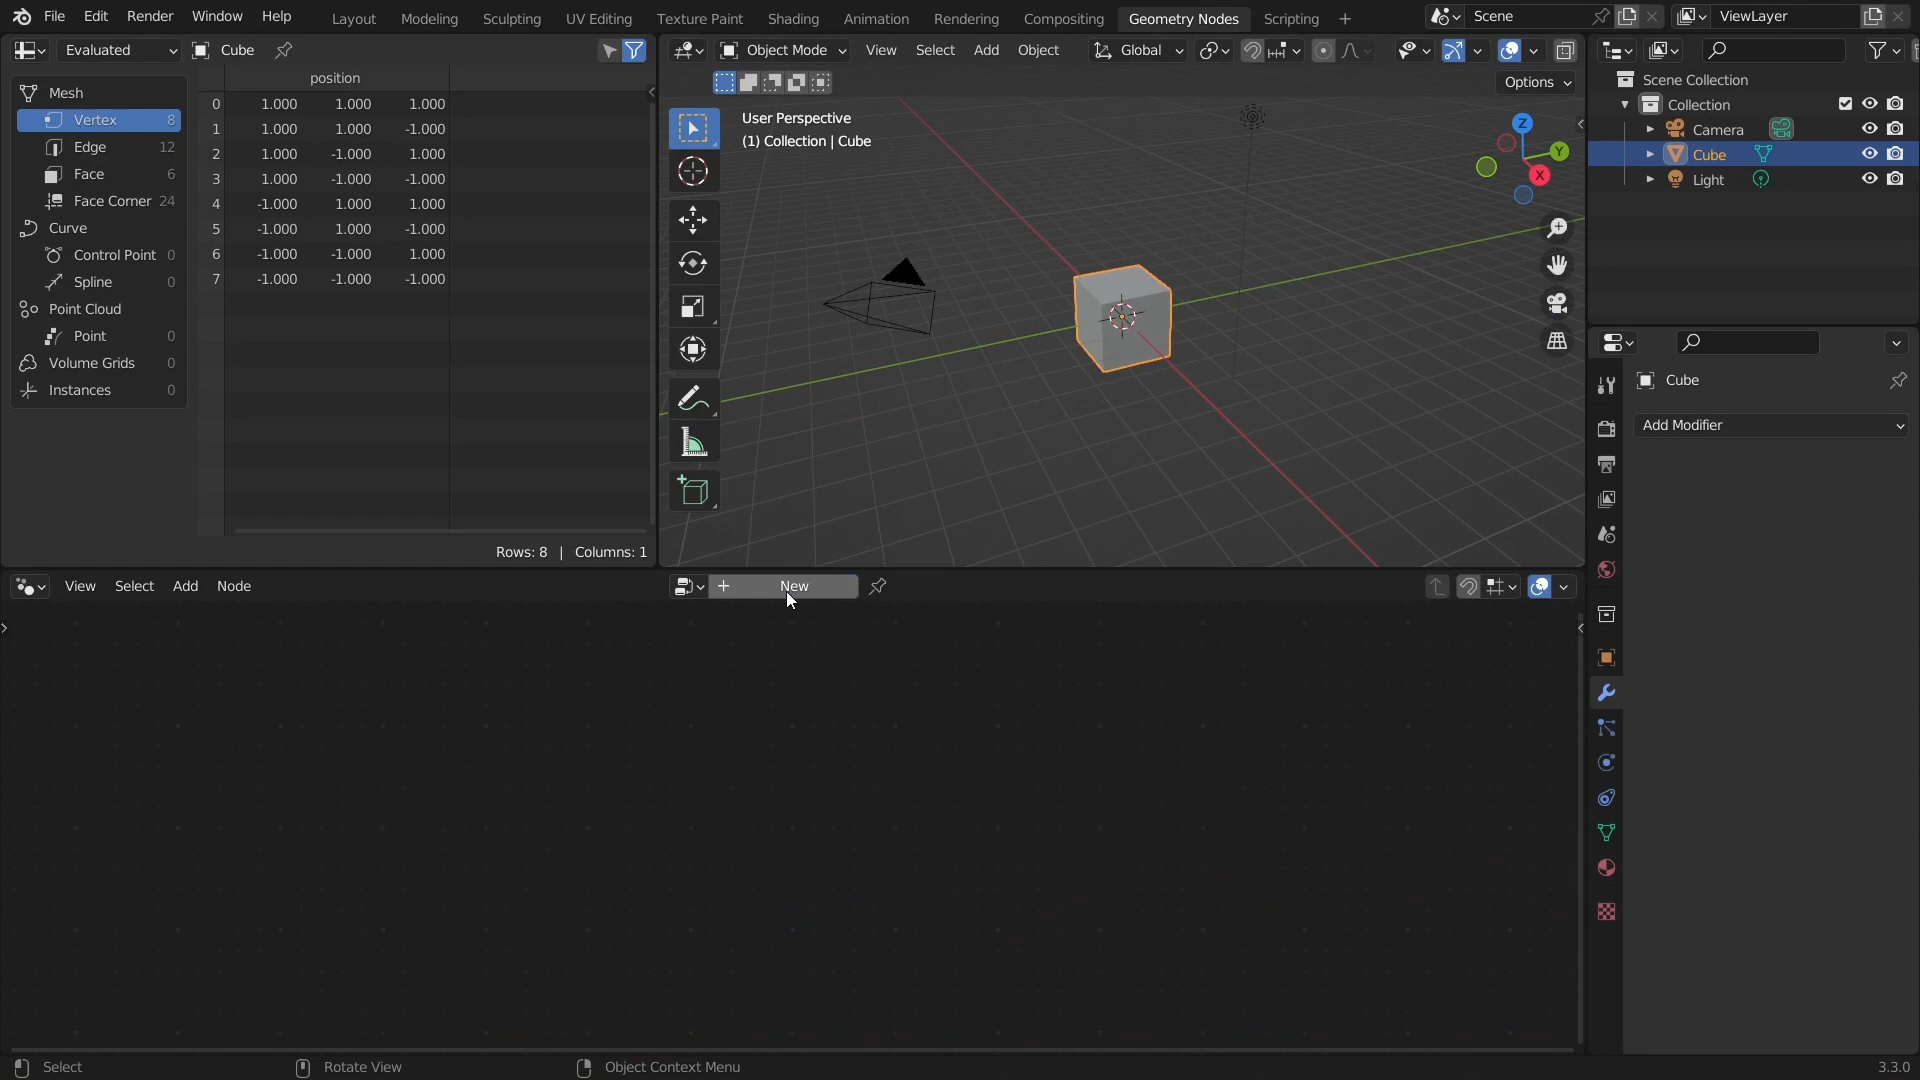 File Edit Render Window Help
Layout Modeling Sculpting UV Editing Texture Paint Shading Animation Rendering Compositing Geometry Nodes Scripting +
Scene
ViewLayer
Evaluated
Cube
position
Mesh
Vertex 8
Edge 12
Face 6
Face Corner 24
Curve
Control Point 0
Spline 0
Point Cloud
Point 0
Volume Grids 0
Instances 0
0 1.000 1.000 1.000
1 1.000 1.000 -1.000
2 1.000 -1.000 1.000
3 1.000 -1.000 -1.000
4 -1.000 1.000 1.000
5 -1.000 1.000 -1.000
6 -1.000 -1.000 1.000
7 -1.000 -1.000 -1.000
Rows: 8 | Columns: 1
Object Mode View Select Add Object
Global
Options
User Perspective
(1) Collection | Cube
Z
Y
X
Scene Collection
Collection
Camera
Cube
Light
Cube
Add Modifier
View Select Add Node
+ New
Select
Rotate View
Object Context Menu
3.3.0